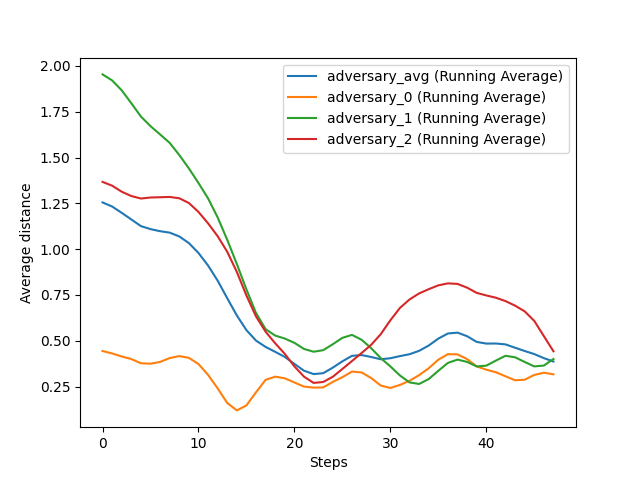 adversary_avg (Running Average)
adversary_0 (Running Average)
adversary_1 (Running Average)
adversary_2 (Running Average)
Average distance
2.00
1.75
1.50
1.25
1.00
0.75
0.50
0.25
0 10 20 30 40
Steps